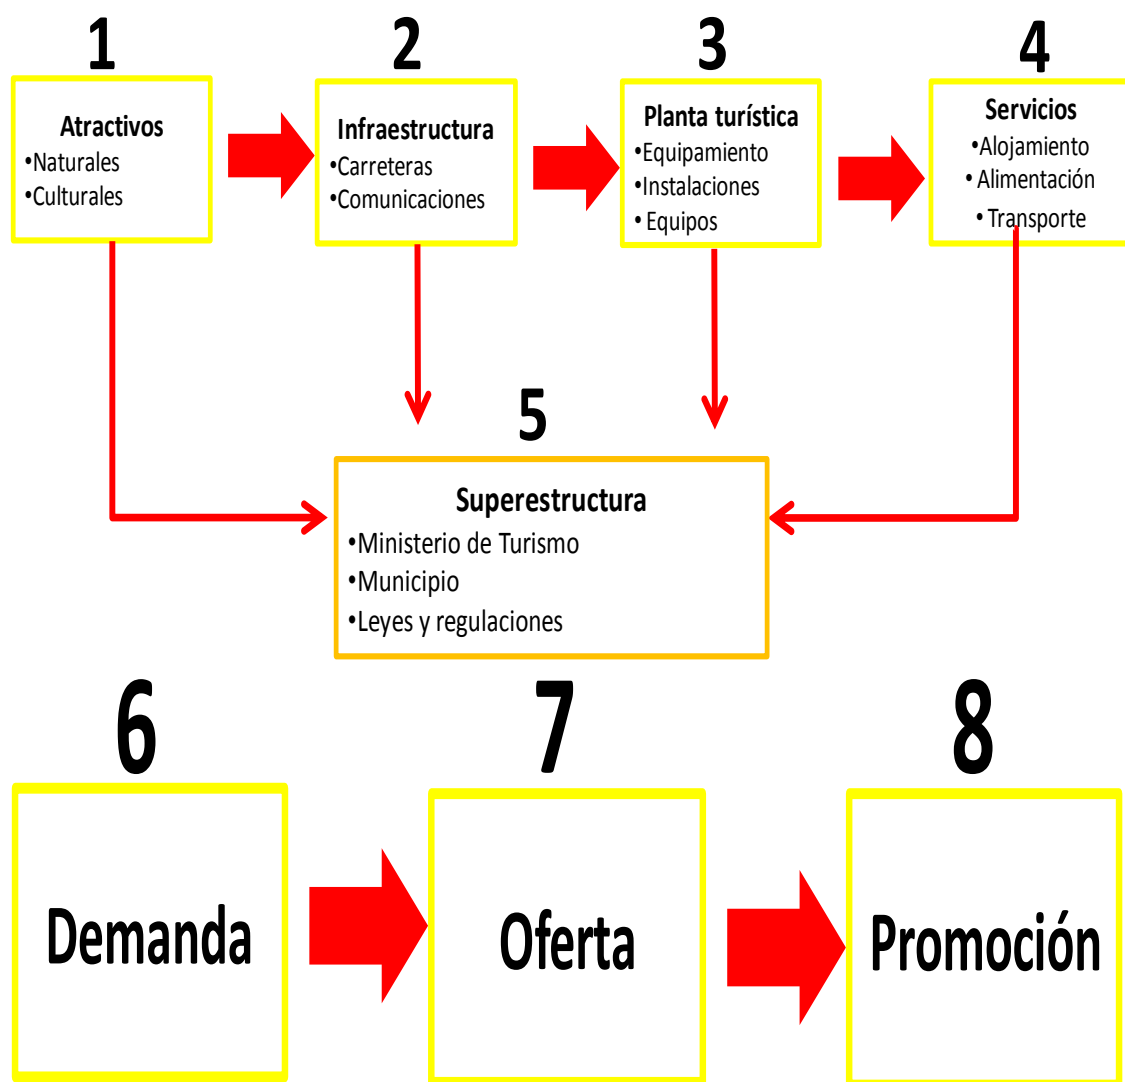 1
Atractivos
•Naturales
•Culturales
2
Infraestructura
•Carreteras
•Comunicaciones
3
Planta turística
•Equipamiento
•Instalaciones
• Equipos
4
Servicios
•Alojamiento
• Alimentación
• Transporte
5
Superestructura
•Ministerio de Turismo
•Municipio
•Leyes y regulaciones
6
Demanda
7
Oferta
8
Promoción